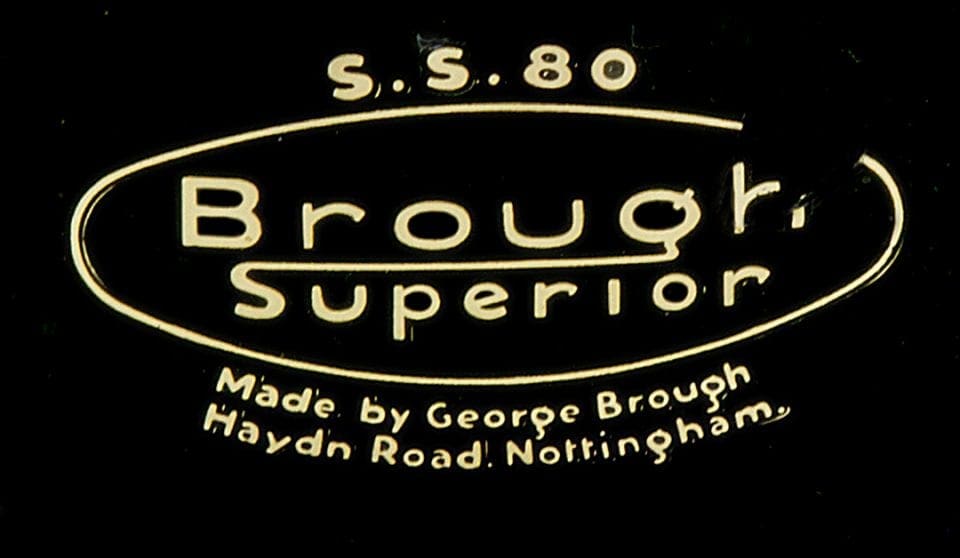 S.S.80
Brough
Superior
Made by George Brough
Haydn Road. Nottingham.